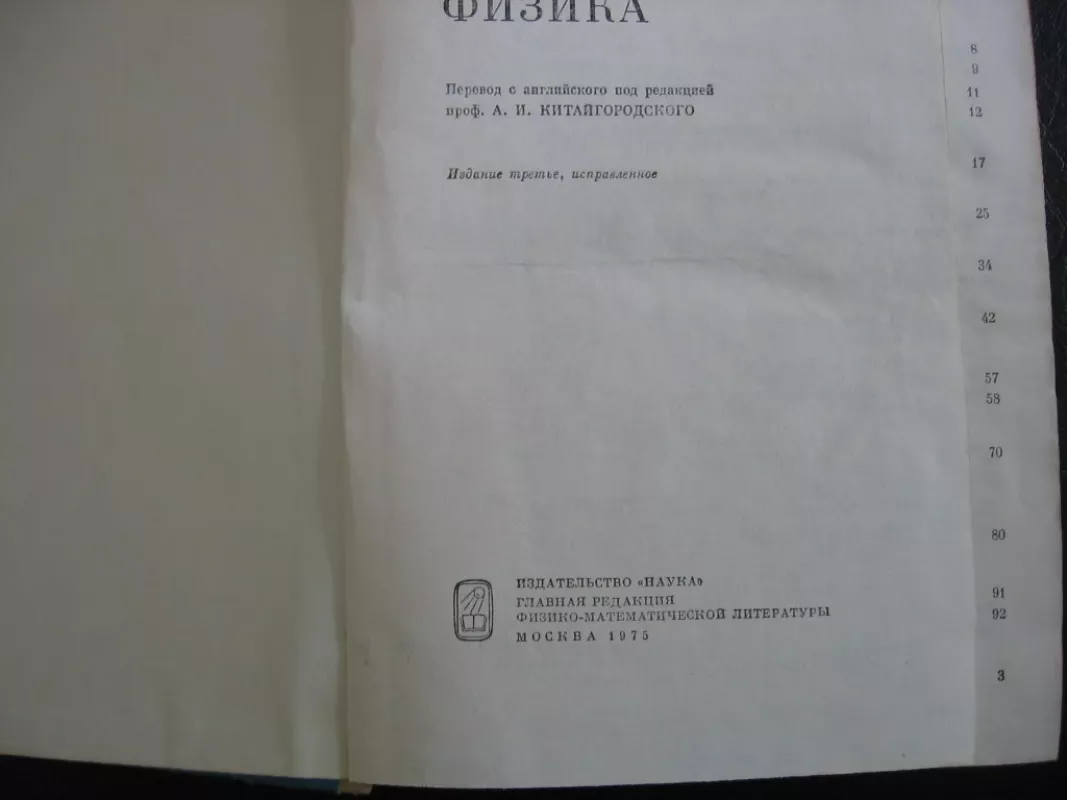 ФИЗИКА
Перевод с английского под редакцией
проф. А. И. КИТАЙГОРОДСКОГО
Издание третье, исправленное
ИЗДАТЕЛЬСТВО «НАУКА»
ГЛАВНАЯ РЕДАКЦИЯ
ФИЗИКО-МАТЕМАТИЧЕСКОЙ ЛИТЕРАТУРЫ
МОСКВА 1975
8
9
11
12
17
25
34
42
57
58
70
80
91
92
3